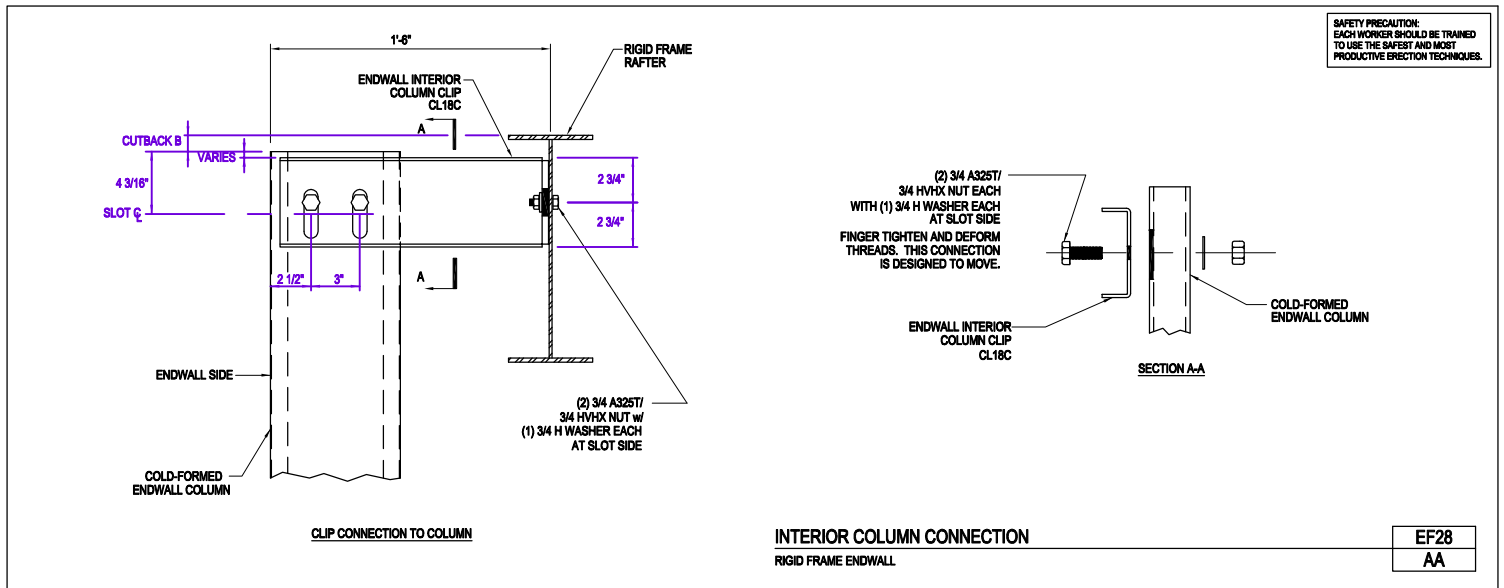 SAFETY PRECAUTION:
EACH WORKER SHOULD BE TRAINED
TO USE THE SAFEST AND MOST
PRODUCTIVE ERECTION TECHNIQUES.
1'-6"
RIGID FRAME
RAFTER
ENDWALL INTERIOR
COLUMN CLIP
CL18C
A
CUTBACK B
VARIES
4 3/16"
SLOT ℄
2 3/4"
2 3/4"
2 1/2"
3"
A
ENDWALL SIDE
(2) 3/4 A325T/
3/4 HVHX NUT w/
(1) 3/4 H WASHER EACH
AT SLOT SIDE
COLD-FORMED
ENDWALL COLUMN
CLIP CONNECTION TO COLUMN
(2) 3/4 A325T/
3/4 HVHX NUT EACH
WITH (1) 3/4 H WASHER EACH
AT SLOT SIDE
FINGER TIGHTEN AND DEFORM
THREADS. THIS CONNECTION
IS DESIGNED TO MOVE.
ENDWALL INTERIOR
COLUMN CLIP
CL18C
COLD-FORMED
ENDWALL COLUMN
SECTION A-A
INTERIOR COLUMN CONNECTION
RIGID FRAME ENDWALL
EF28
AA